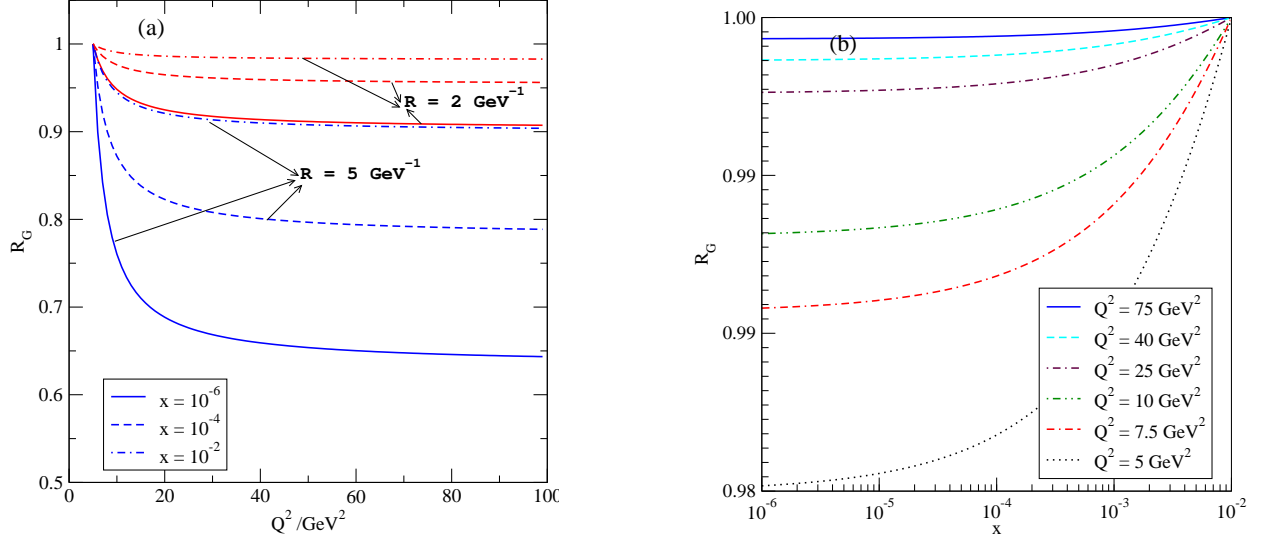 (a)
1
0.9
0.8
0.7
0.6
0.5
R_G
R = 2 GeV^-1
R = 5 GeV^-1
x = 10^-6
x = 10^-4
x = 10^-2
0 20 40 60 80 100
Q^2 /GeV^2
(b)
1.00
0.99
0.99
0.98
R_G
Q^2 = 75 GeV^2
Q^2 = 40 GeV^2
Q^2 = 25 GeV^2
Q^2 = 10 GeV^2
Q^2 = 7.5 GeV^2
Q^2 = 5 GeV^2
10^-6 10^-5 10^-4 10^-3 10^-2
x